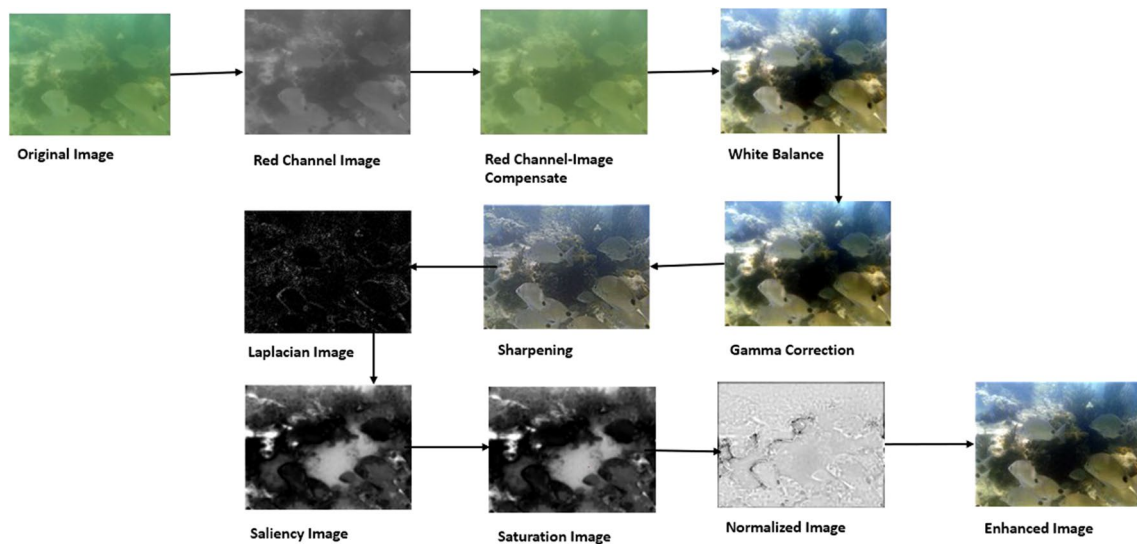 Original Image
Red Channel Image
Red Channel-Image
Compensate
White Balance
Laplacian Image
Sharpening
Gamma Correction
Saliency Image
Saturation Image
Normalized Image
Enhanced Image